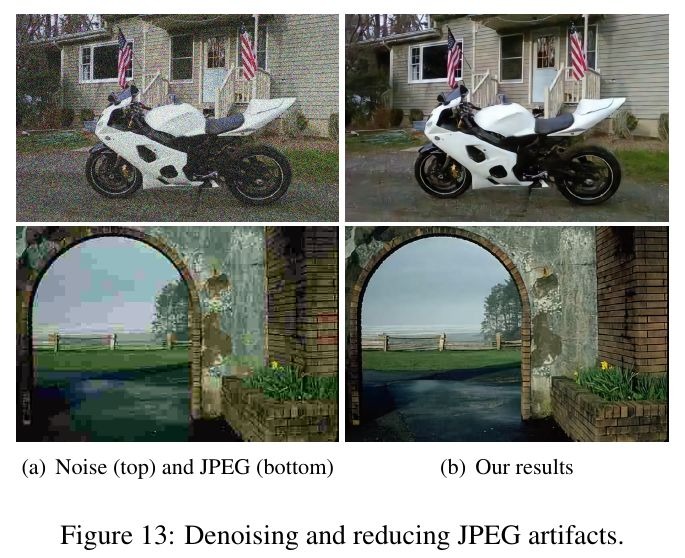 (a) Noise (top) and JPEG (bottom)
(b) Our results
Figure 13: Denoising and reducing JPEG artifacts.